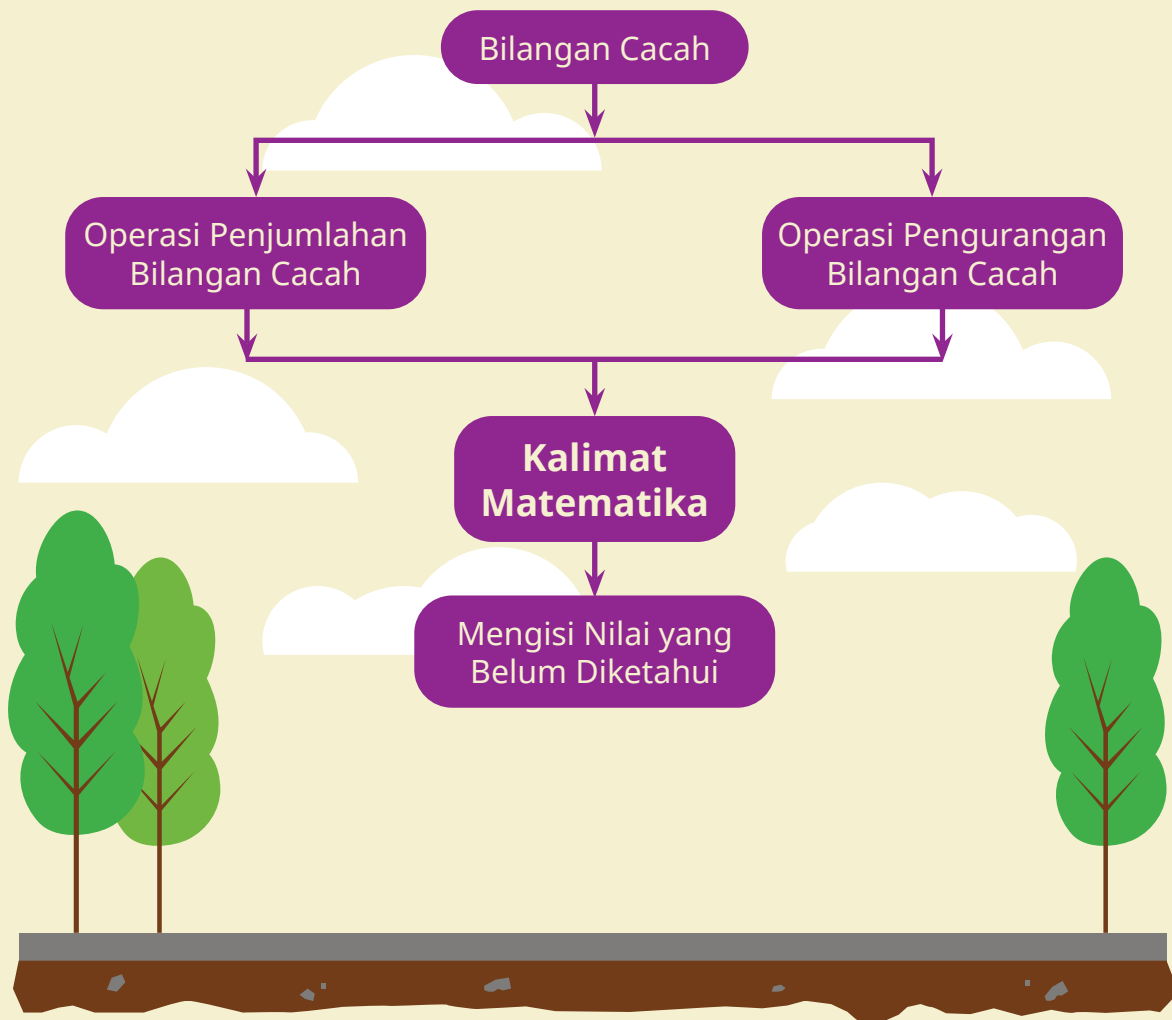 Bilangan Cacah
Operasi Penjumlahan
Bilangan Cacah
Operasi Pengurangan
Bilangan Cacah
Kalimat
Matematika
Mengisi Nilai yang
Belum Diketahui